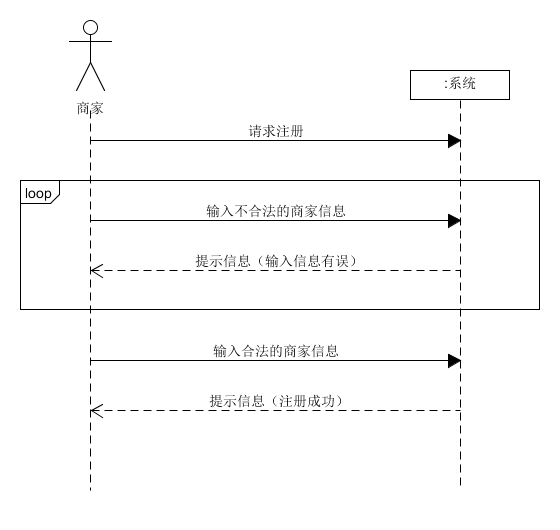 商家
:系统
请求注册
loop
输入不合法的商家信息
提示信息（输入信息有误）
输入合法的商家信息
提示信息（注册成功）